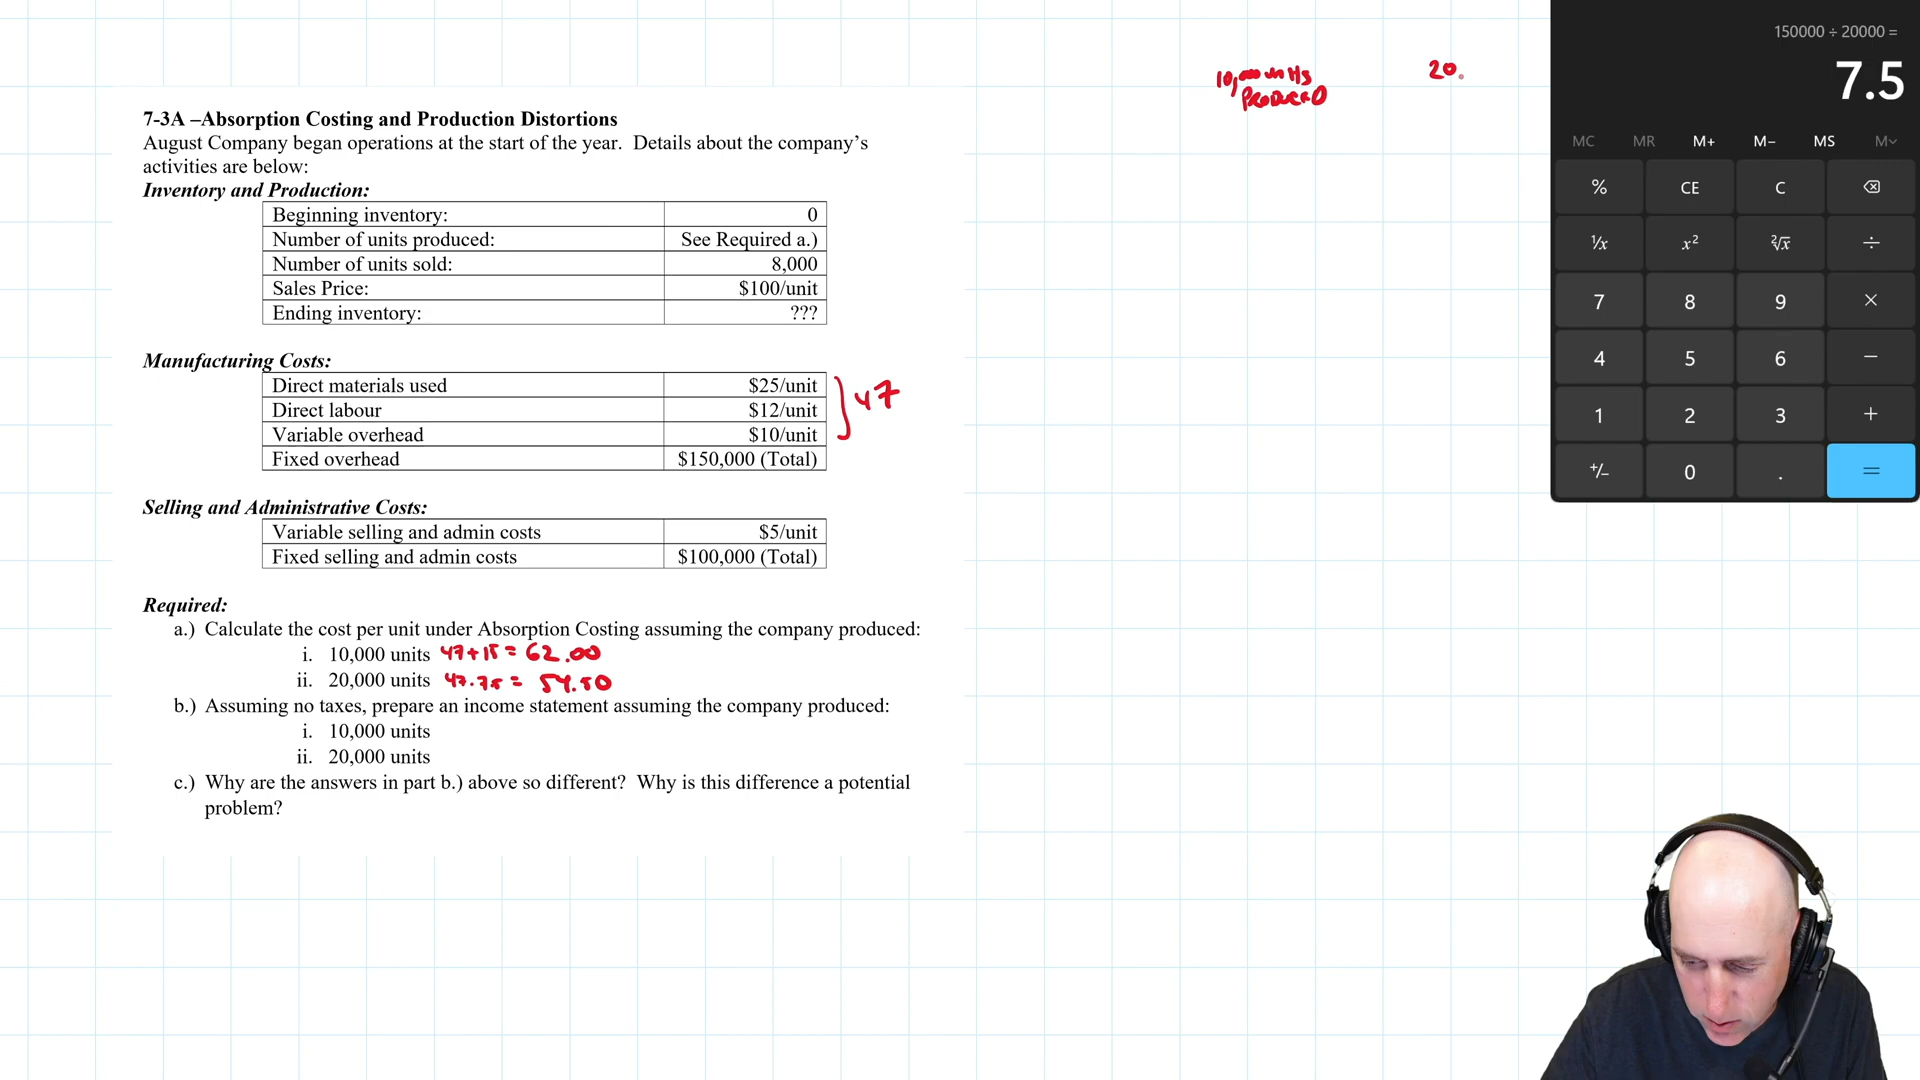 7-3A –Absorption Costing and Production Distortions
August Company began operations at the start of the year.  Details about the company’s
activities are below:
Inventory and Production:
Beginning inventory: 0
Number of units produced: See Required a.)
Number of units sold: 8,000
Sales Price: $100/unit
Ending inventory: ???
Manufacturing Costs:
Direct materials used $25/unit
Direct labour $12/unit
Variable overhead $10/unit
Fixed overhead $150,000 (Total)
} 47
Selling and Administrative Costs:
Variable selling and admin costs $5/unit
Fixed selling and admin costs $100,000 (Total)
Required:
a.) Calculate the cost per unit under Absorption Costing assuming the company produced:
i. 10,000 units 47+15 = 62.00
ii. 20,000 units 47.75 = 54.50
b.) Assuming no taxes, prepare an income statement assuming the company produced:
i. 10,000 units
ii. 20,000 units
c.) Why are the answers in part b.) above so different?  Why is this difference a potential
problem?
10,000 units
PRODUCED
20.
150000 ÷ 20000 =
7.5
MC MR M+ M− MS M˅
% CE C ⌫
¹/x x² ²√x ÷
7 8 9 ×
4 5 6 −
1 2 3 +
+/− 0 . =